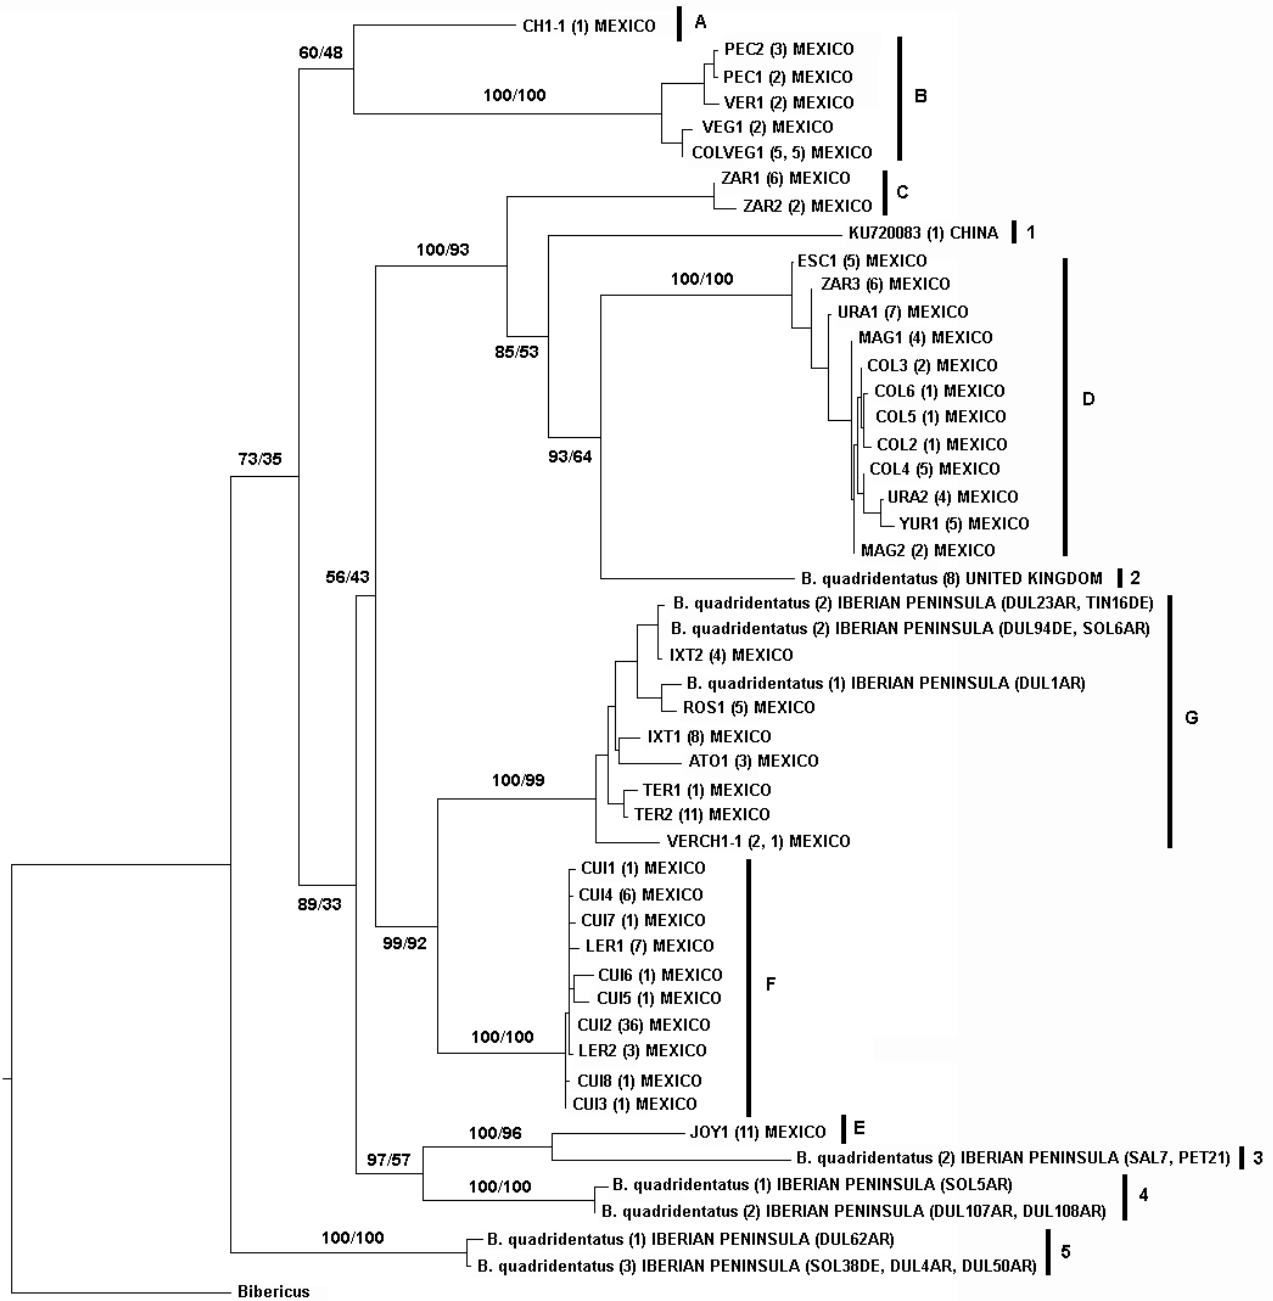 CH1-1 (1) MEXICO A
60/48
PEC2 (3) MEXICO
PEC1 (2) MEXICO
100/100 B
VER1 (2) MEXICO
VEG1 (2) MEXICO
COLVEG1 (5, 5) MEXICO
ZAR1 (6) MEXICO
C
ZAR2 (2) MEXICO
KU720083 (1) CHINA 1
100/93
ESC1 (5) MEXICO
100/100
ZAR3 (6) MEXICO
URA1 (7) MEXICO
MAG1 (4) MEXICO
85/53
COL3 (2) MEXICO
COL6 (1) MEXICO
D
COL5 (1) MEXICO
COL2 (1) MEXICO
93/64
73/35
COL4 (5) MEXICO
URA2 (4) MEXICO
YUR1 (5) MEXICO
MAG2 (2) MEXICO
56/43
B. quadridentatus (8) UNITED KINGDOM 2
B. quadridentatus (2) IBERIAN PENINSULA (DUL23AR, TIN16DE)
B. quadridentatus (2) IBERIAN PENINSULA (DUL94DE, SOL6AR)
IXT2 (4) MEXICO
B. quadridentatus (1) IBERIAN PENINSULA (DUL1AR)
ROS1 (5) MEXICO
G
IXT1 (8) MEXICO
ATO1 (3) MEXICO
100/99
TER1 (1) MEXICO
TER2 (11) MEXICO
VERCH1-1 (2, 1) MEXICO
CUI1 (1) MEXICO
CUI4 (6) MEXICO
89/33
CUI7 (1) MEXICO
99/92
LER1 (7) MEXICO
CUI6 (1) MEXICO
F
CUI5 (1) MEXICO
CUI2 (36) MEXICO
100/100
LER2 (3) MEXICO
CUI8 (1) MEXICO
CUI3 (1) MEXICO
100/96
JOY1 (11) MEXICO E
97/57
B. quadridentatus (2) IBERIAN PENINSULA (SAL7, PET21) 3
100/100
B. quadridentatus (1) IBERIAN PENINSULA (SOL5AR)
4
B. quadridentatus (2) IBERIAN PENINSULA (DUL107AR, DUL108AR)
100/100
B. quadridentatus (1) IBERIAN PENINSULA (DUL62AR)
5
B. quadridentatus (3) IBERIAN PENINSULA (SOL38DE, DUL4AR, DUL50AR)
Bibericus